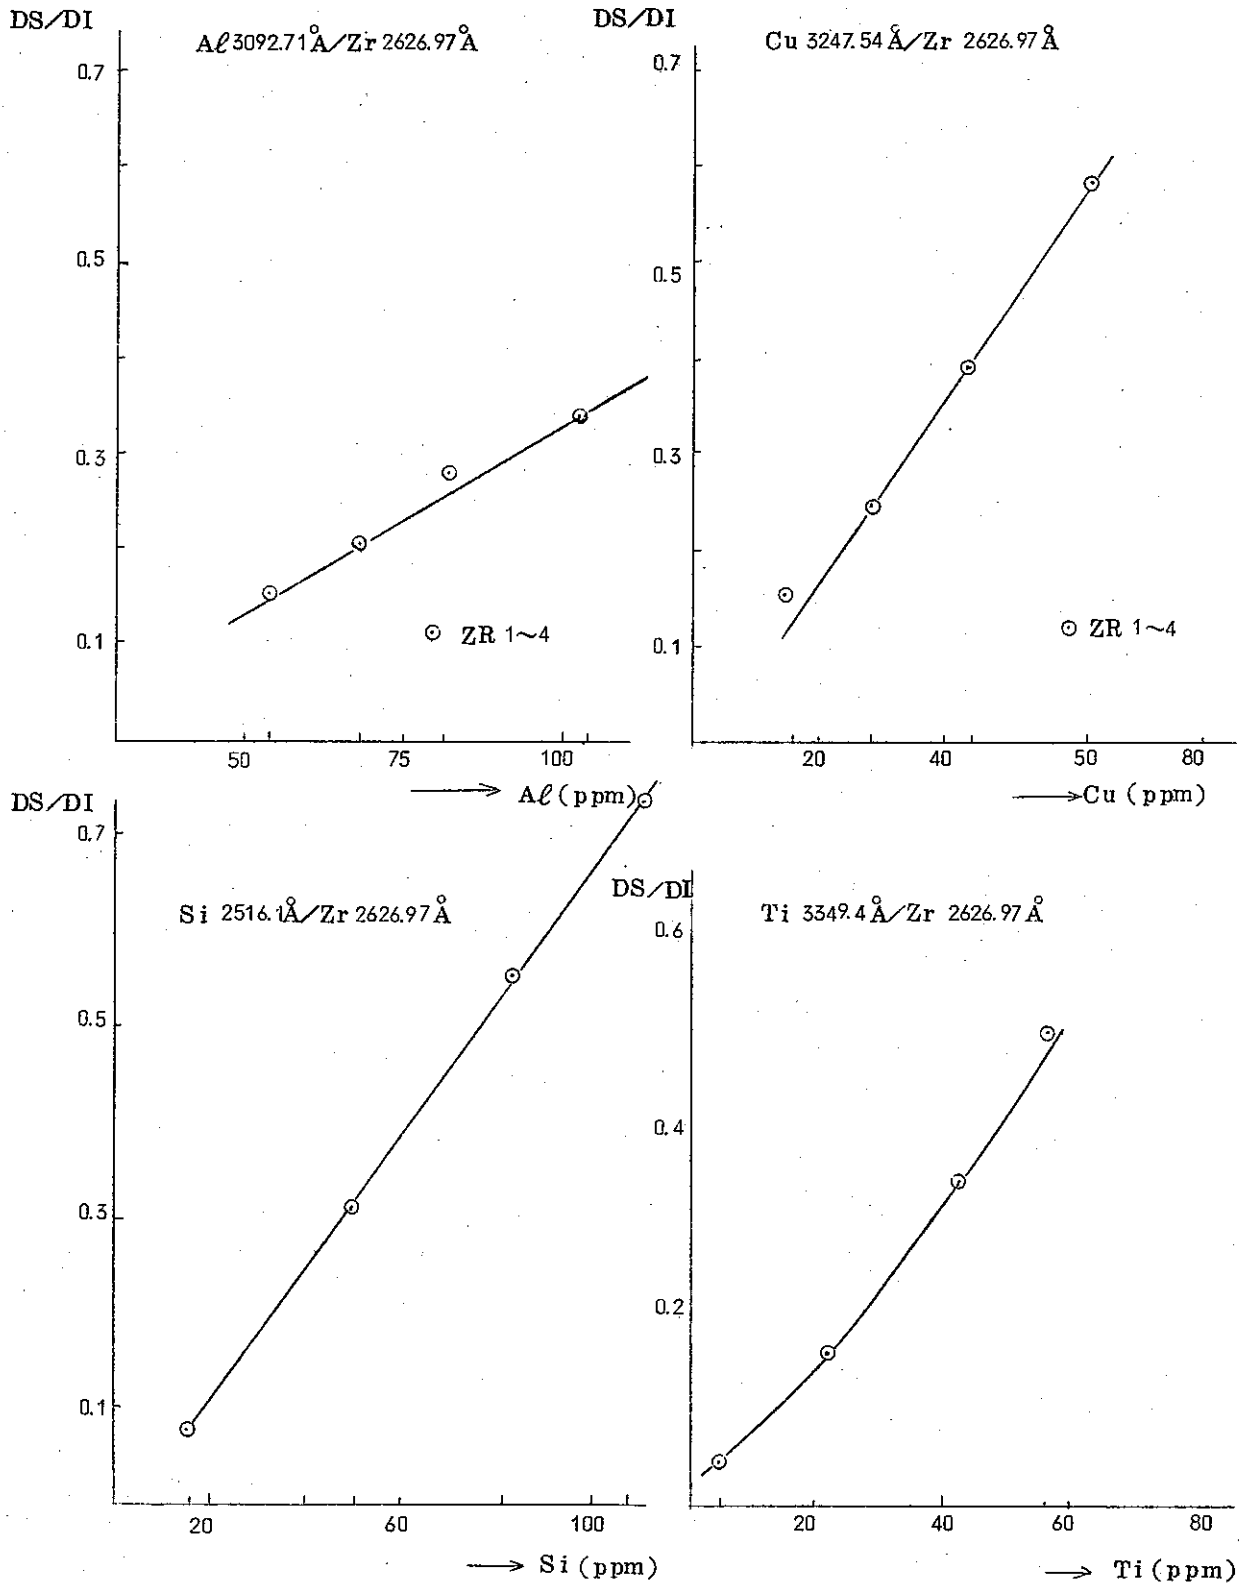 DS/DI
Aℓ 3092.71Å/Zr 2626.97Å
0.7
0.5
0.3
0.1
⊙ ZR 1~4
50 75 100
→ Aℓ (ppm)
DS/DI
Cu 3247.54Å/Zr 2626.97Å
0.7
0.5
0.3
0.1
⊙ ZR 1~4
20 40 50 80
→ Cu (ppm)
DS/DI
Si 2516.1Å/Zr 2626.97Å
0.7
0.5
0.3
0.1
20 60 100
→ Si (ppm)
DS/DI
Ti 3349.4Å/Zr 2626.97Å
0.6
0.4
0.2
20 40 60 80
→ Ti (ppm)